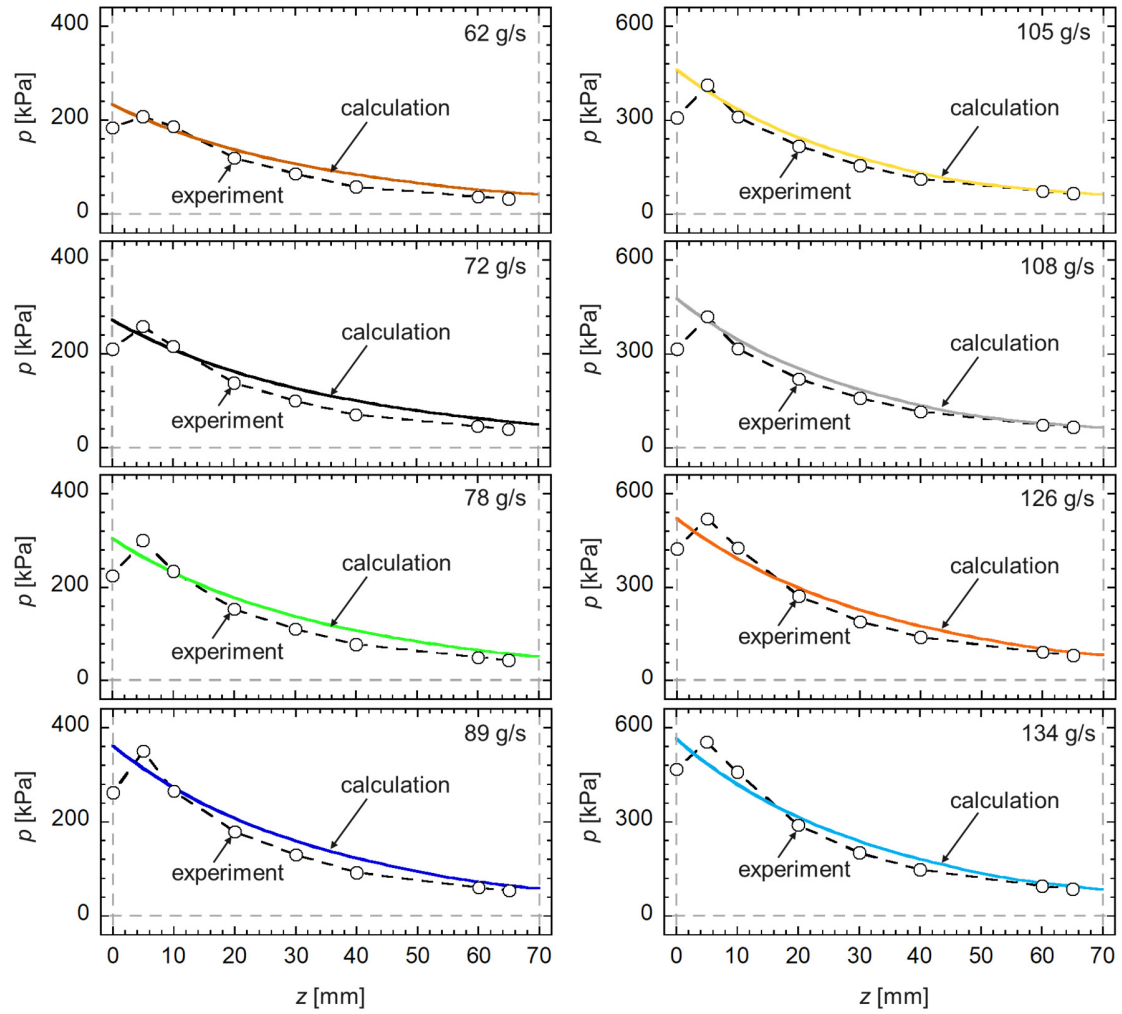 62 g/s
400
200
0
p [kPa]
calculation
experiment
105 g/s
600
300
0
p [kPa]
calculation
experiment
72 g/s
400
200
0
p [kPa]
calculation
experiment
108 g/s
600
300
0
p [kPa]
calculation
experiment
78 g/s
400
200
0
p [kPa]
calculation
experiment
126 g/s
600
300
0
p [kPa]
calculation
experiment
89 g/s
400
200
0
p [kPa]
calculation
experiment
0 10 20 30 40 50 60 70
z [mm]
134 g/s
600
300
0
p [kPa]
calculation
experiment
0 10 20 30 40 50 60 70
z [mm]